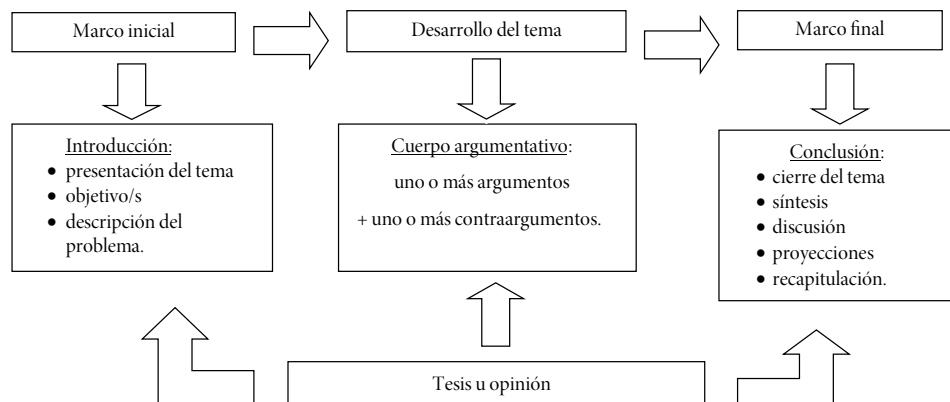 Marco inicial
Desarrollo del tema
Marco final
Introducción:
• presentación del tema
• objetivo/s
• descripción del
problema.
Cuerpo argumentativo:
uno o más argumentos
+ uno o más contraargumentos.
Conclusión:
• cierre del tema
• síntesis
• discusión
• proyecciones
• recapitulación.
Tesis u opinión